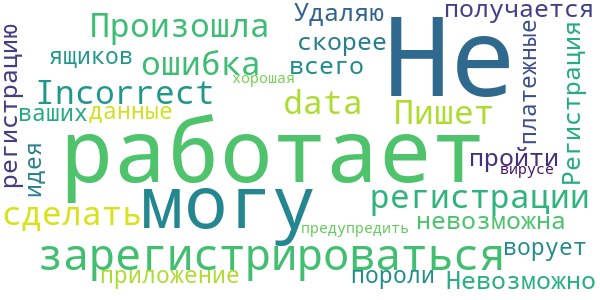 Удаляю
получается
Произошла
Не
скорее
ящиков
ошибка
всего
хорошая
Incorrect
data
регистрацию
платежные
Регистрация
ваших
данные
Пишет
работает
пройти
вирусе
идея
могу
регистрации
сделать
предупредить
невозможна
зарегистрироваться
ворует
приложение
пороли
Невозможно